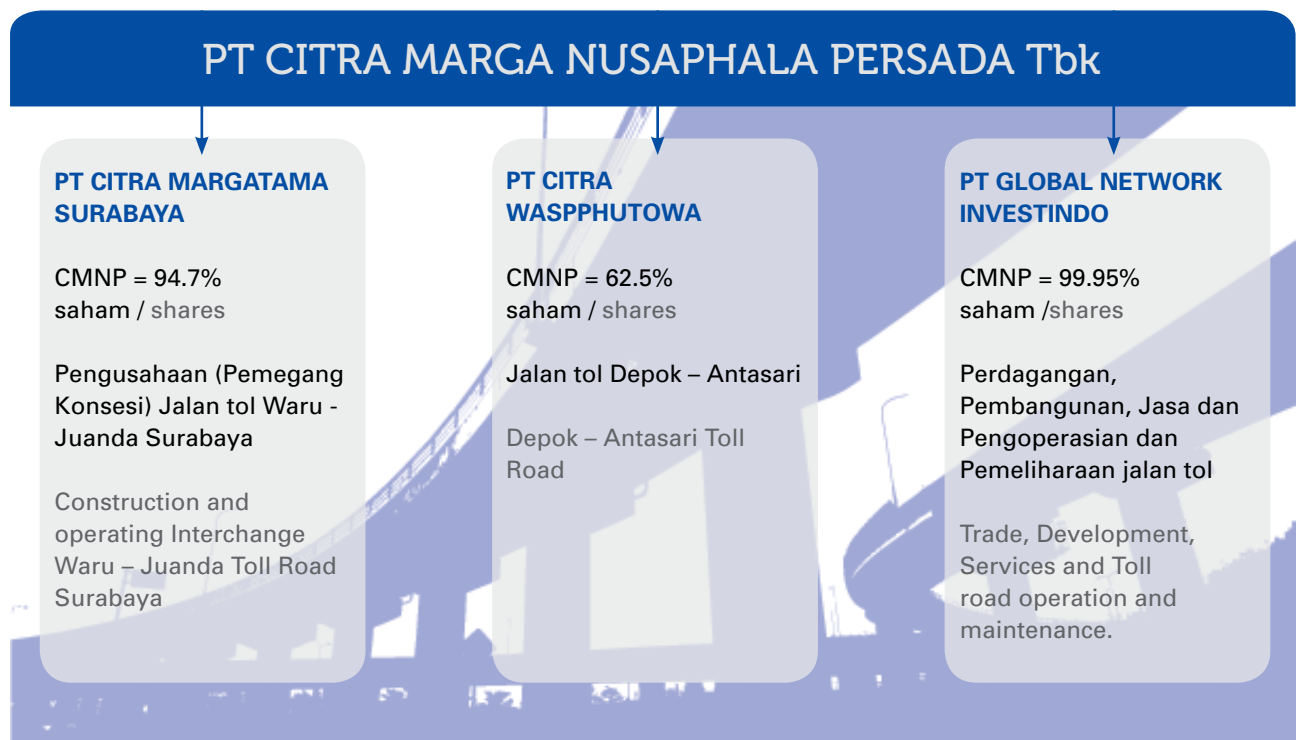 PT CITRA MARGA NUSAPHALA PERSADA Tbk
PT CITRA MARGATAMA
SURABAYA
CMNP = 94.7%
saham / shares
Pengusahaan (Pemegang
Konsesi) Jalan tol Waru -
Juanda Surabaya
Construction and
operating Interchange
Waru – Juanda Toll Road
Surabaya
PT CITRA
WASPPHUTOWA
CMNP = 62.5%
saham / shares
Jalan tol Depok – Antasari
Depok – Antasari Toll
Road
PT GLOBAL NETWORK
INVESTINDO
CMNP = 99.95%
saham /shares
Perdagangan,
Pembangunan, Jasa dan
Pengoperasian dan
Pemeliharaan jalan tol
Trade, Development,
Services and Toll
road operation and
maintenance.